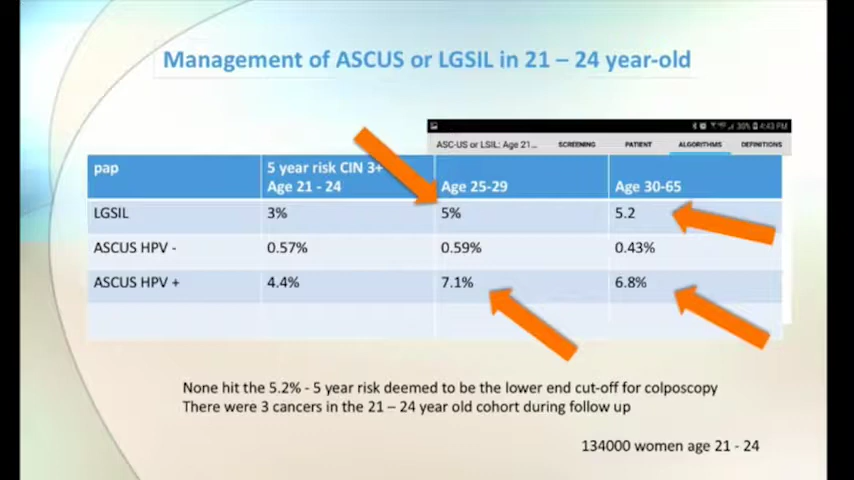 Management of ASCUS or LGSIL in 21 – 24 year-old
4:43 PM
ASC-US or LSIL: Age 21... SCREENING PATIENT ALGORITHMS DEFINITIONS
pap 5 year risk CIN 3+ Age 21 - 24 Age 25-29 Age 30-65
LGSIL 3% 5% 5.2
ASCUS HPV - 0.57% 0.59% 0.43%
ASCUS HPV + 4.4% 7.1% 6.8%
None hit the 5.2% - 5 year risk deemed to be the lower end cut-off for colposcopy
There were 3 cancers in the 21 – 24 year old cohort during follow up
134000 women age 21 - 24